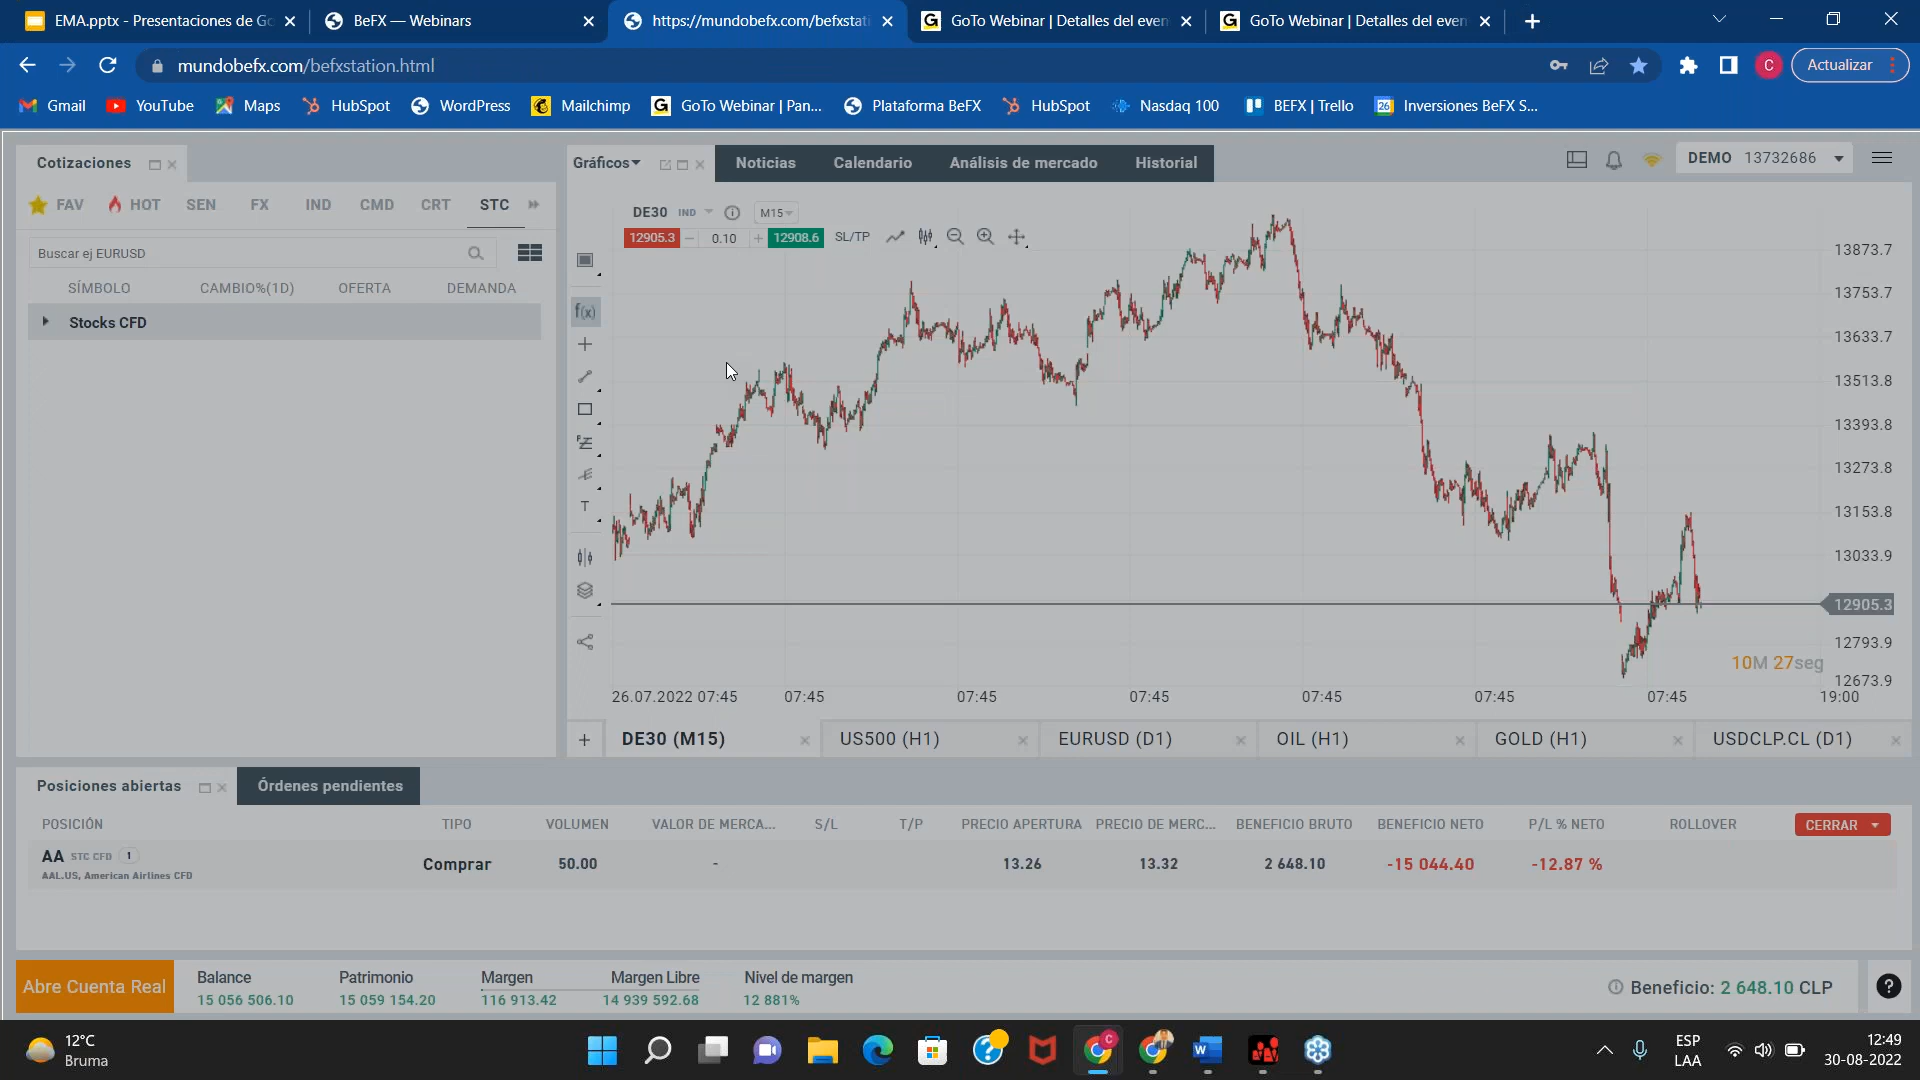 EMA.pptx - Presentaciones de Go
BeFX — Webinars
https://mundobefx.com/befxstati
GoTo Webinar | Detalles del even
GoTo Webinar | Detalles del even
mundobefx.com/befxstation.html
C
Actualizar
Gmail
YouTube
Maps
HubSpot
WordPress
Mailchimp
GoTo Webinar | Pan...
Plataforma BeFX
HubSpot
Nasdaq 100
BEFX | Trello
26
Inversiones BeFX S...
Cotizaciones
Gráficos
Noticias
Calendario
Análisis de mercado
Historial
DEMO 13732686
FAV
HOT
SEN
FX
IND
CMD
CRT
STC
DE30 IND
M15
12905.3
0.10
12908.6
SL/TP
Buscar ej EURUSD
SÍMBOLO
CAMBIO%(1D)
OFERTA
DEMANDA
Stocks CFD
f(x)
T
13873.7
13753.7
13633.7
13513.8
13393.8
13273.8
13153.8
13033.9
12905.3
12793.9
12673.9
10M 27seg
26.07.2022 07:45
07:45
07:45
07:45
07:45
07:45
07:45
19:00
DE30 (M15)
US500 (H1)
EURUSD (D1)
OIL (H1)
GOLD (H1)
USDCLP.CL (D1)
Posiciones abiertas
Órdenes pendientes
POSICIÓN
TIPO
VOLUMEN
VALOR DE MERCA...
S/L
T/P
PRECIO APERTURA
PRECIO DE MERC...
BENEFICIO BRUTO
BENEFICIO NETO
P/L % NETO
ROLLOVER
CERRAR
AA STC CFD 1
AAL.US, American Airlines CFD
Comprar
50.00
-
13.26
13.32
2 648.10
-15 044.40
-12.87 %
Abre Cuenta Real
Balance
15 056 506.10
Patrimonio
15 059 154.20
Margen
116 913.42
Margen Libre
14 939 592.68
Nivel de margen
12 881%
Beneficio: 2 648.10 CLP
12°C
Bruma
ESP
LAA
12:49
30-08-2022